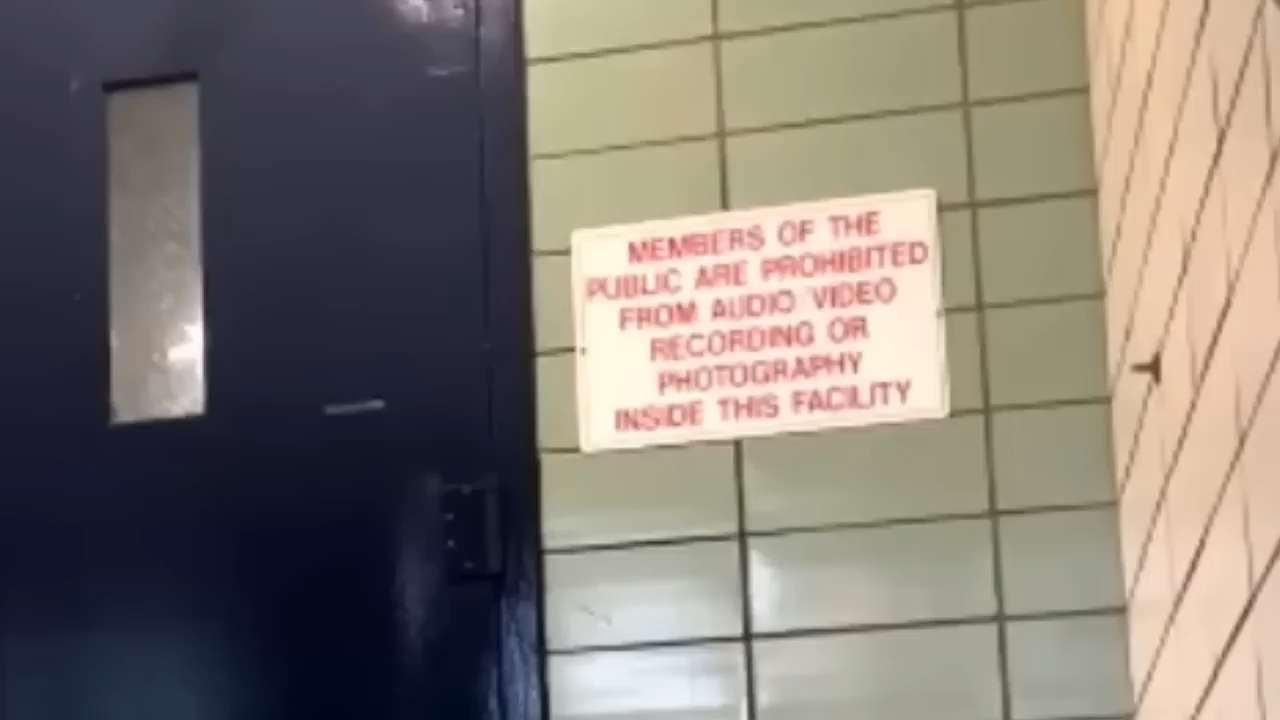 MEMBERS OF THE
PUBLIC ARE PROHIBITED
FROM AUDIO VIDEO
RECORDING OR
PHOTOGRAPHY
INSIDE THIS FACILITY